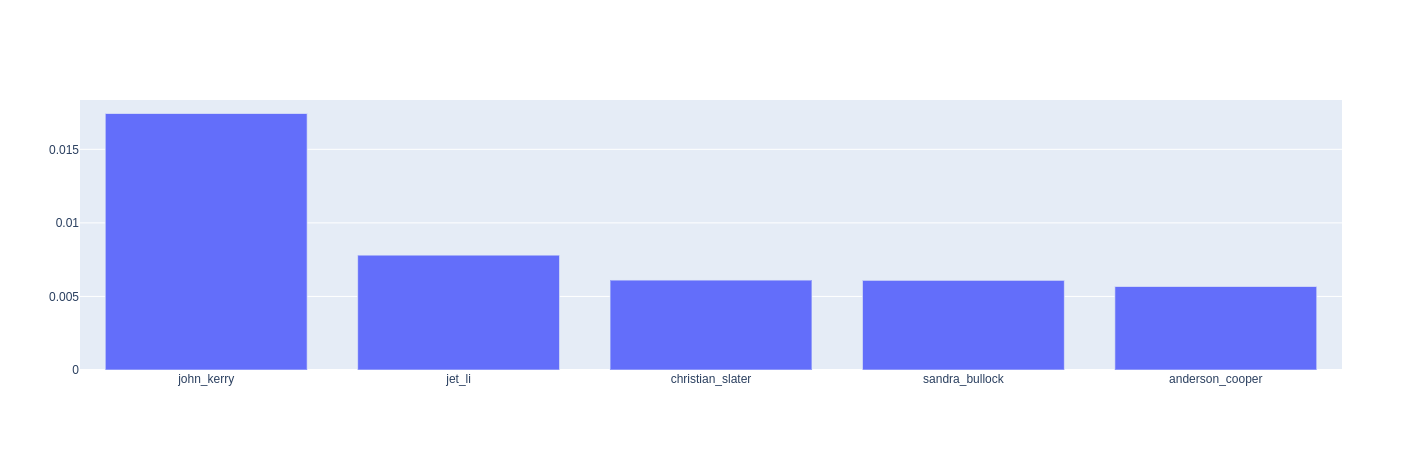 0.015
0.01
0.005
0
john_kerry jet_li christian_slater sandra_bullock anderson_cooper